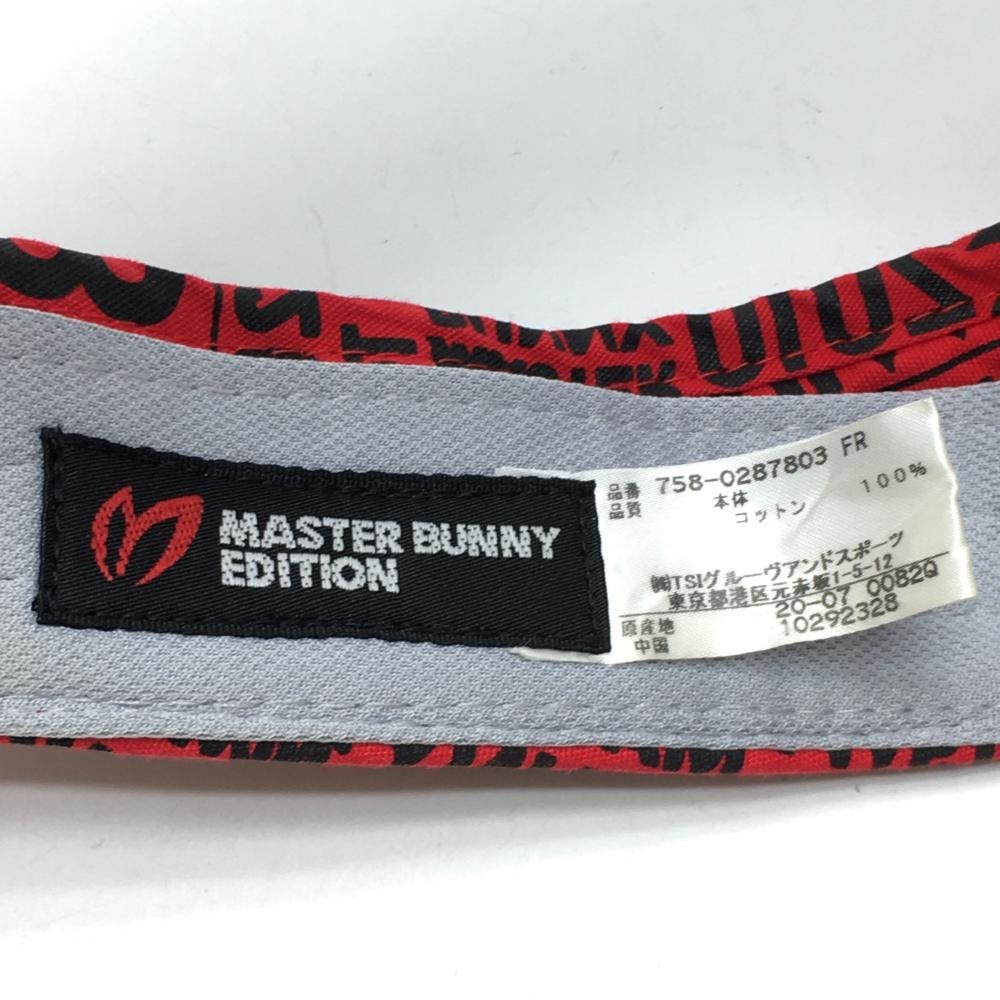 MASTER BUNNY
EDITION
品番 758-0287803 FR
品質 本体 100%
コットン
㈱TSIグルーヴアンドスポーツ
東京都港区元赤坂1-5-12
20-07 0082Q
原産地 10292328
中国